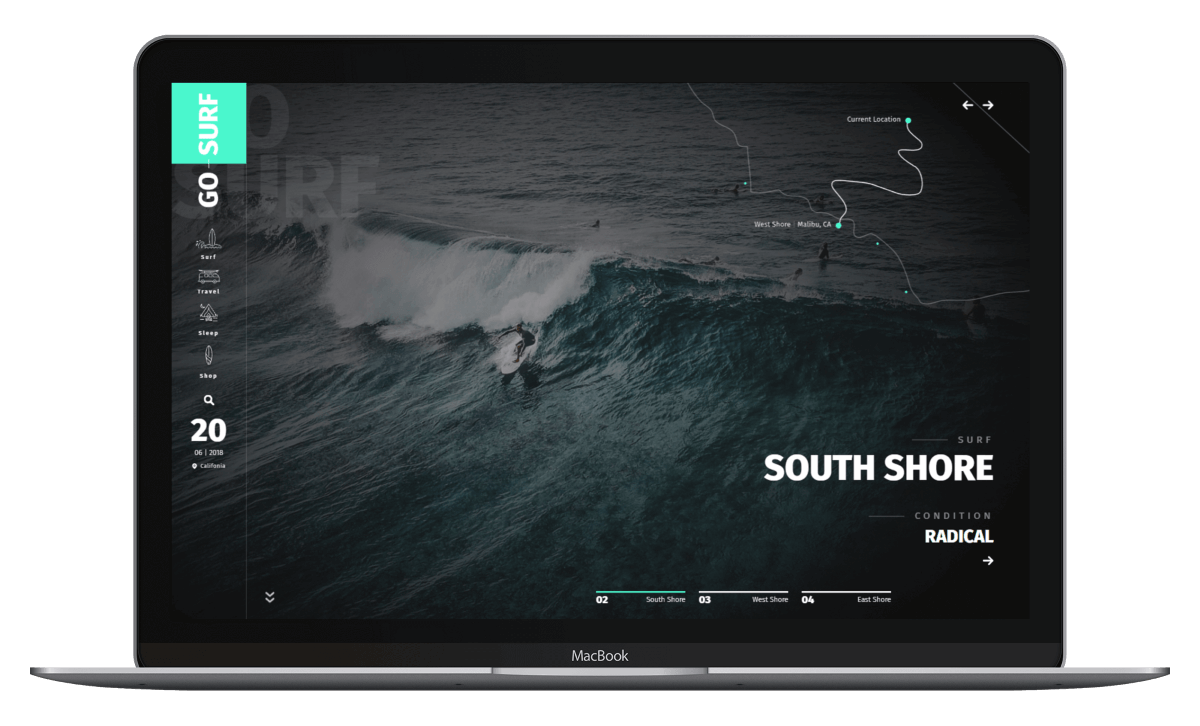 GO SURF
GO
SURF
Surf
Travel
Sleep
Shop
20
06 | 2018
Califonia
Current Location
West Shore | Malibu, CA
SURF
SOUTH SHORE
CONDITION
RADICAL
02 South Shore
03 West Shore
04 East Shore
MacBook